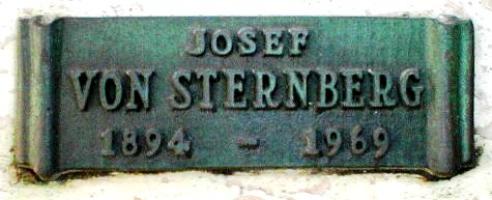 JOSEF
VON STERNBERG
1894 - 1969